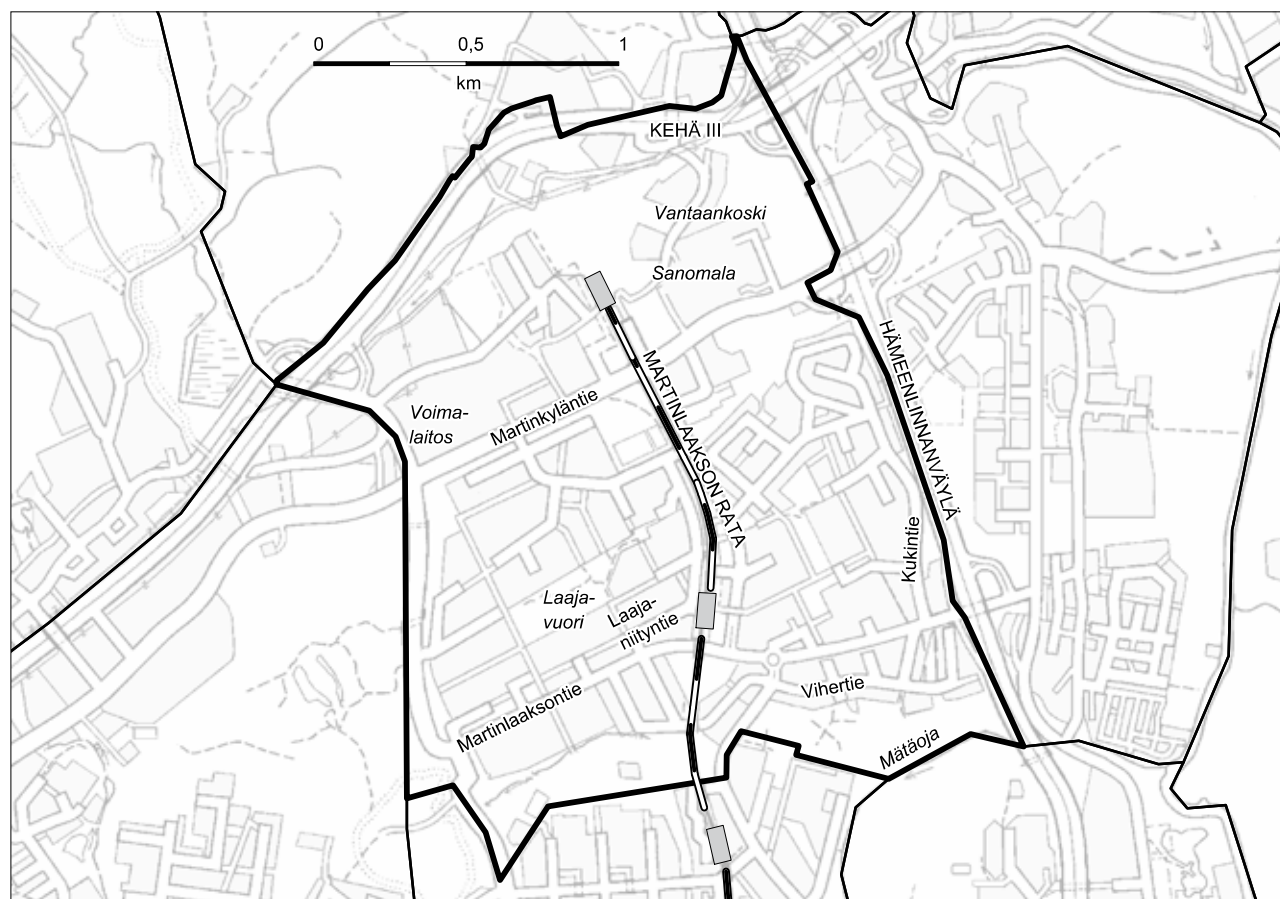 0 0,5 1
km
KEHÄ III
Vantaankoski
Sanomala
MARTINLAAKSON RATA
HÄMEENLINNANVÄYLÄ
Voima-
laitos
Martinkyläntie
Kukintie
Laaja-
vuori
Laaja-
niityntie
Vihertie
Martinlaaksontie
Mätäoja